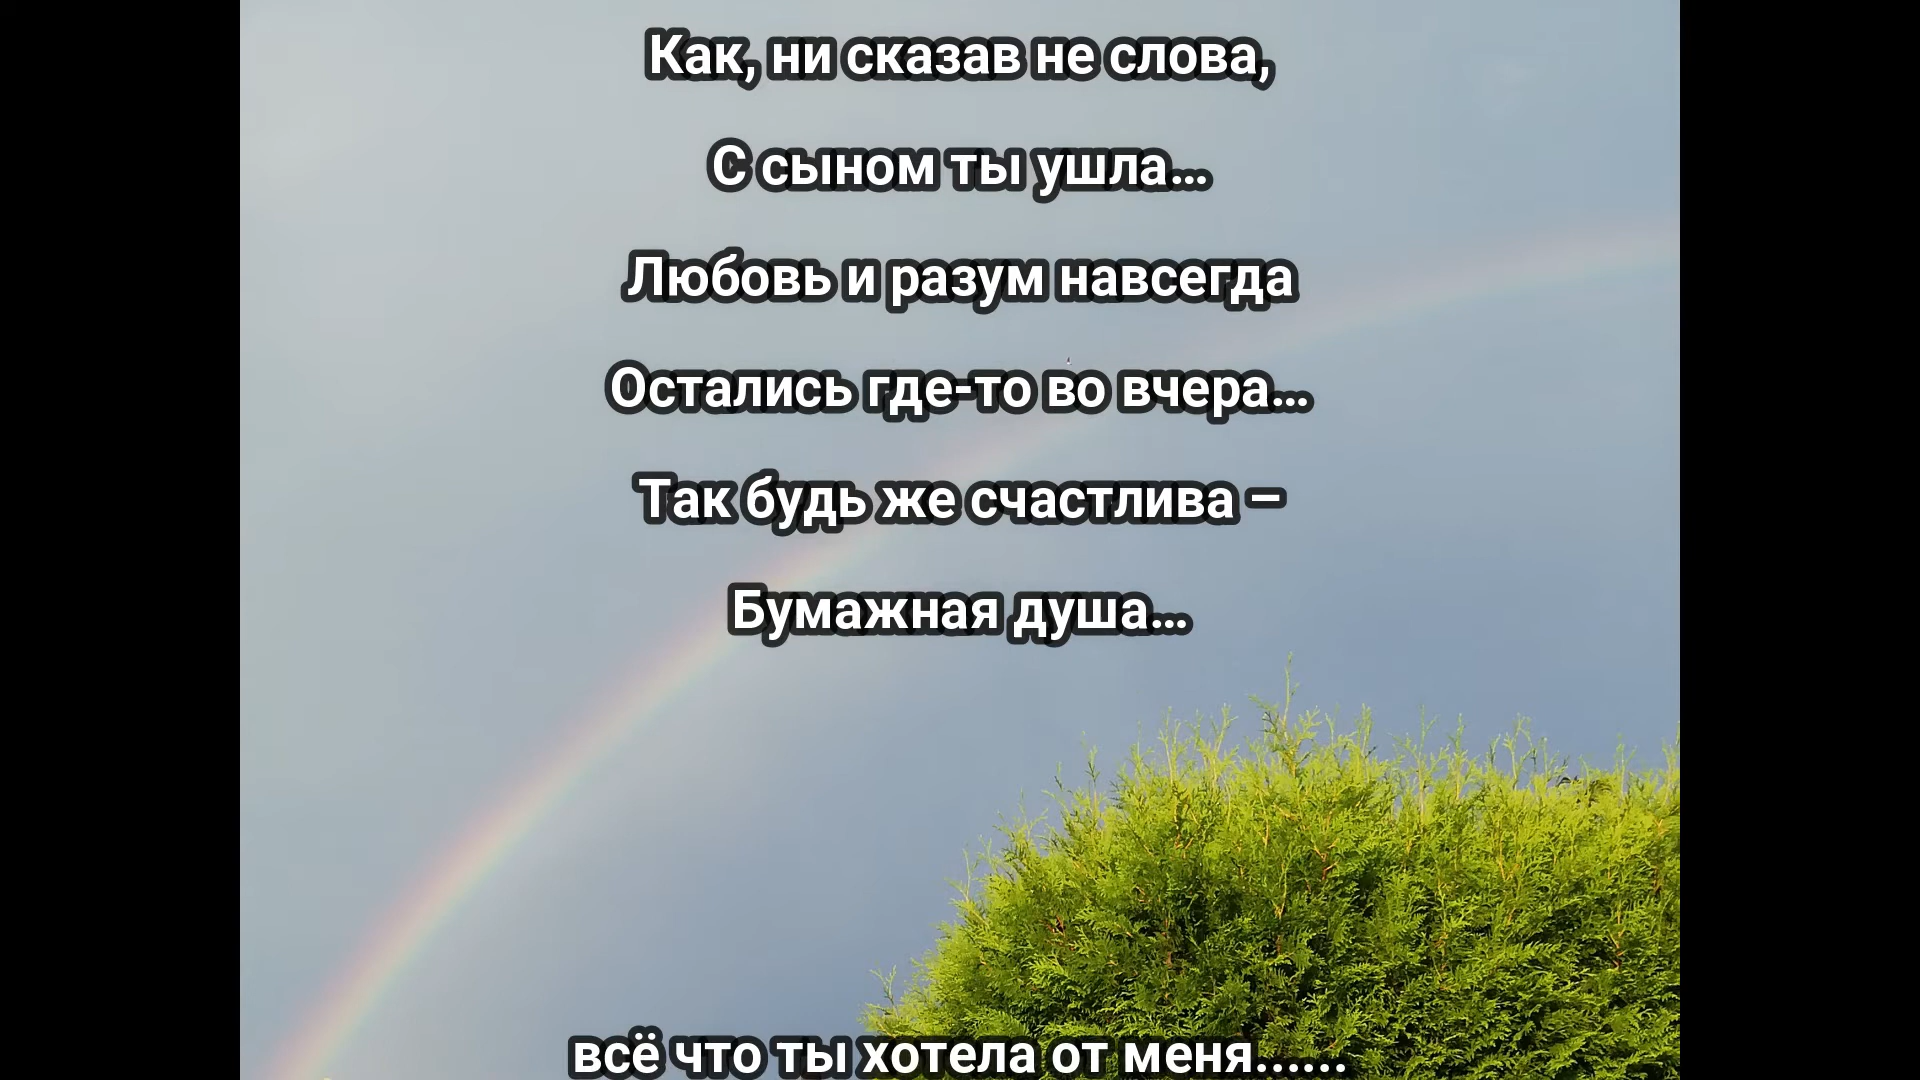 Как, ни сказав не слова,
С сыном ты ушла...
Любовь и разум навсегда
Остались где-то во вчера...
Так будь же счастлива –
Бумажная душа...
всё что ты хотела от меня......